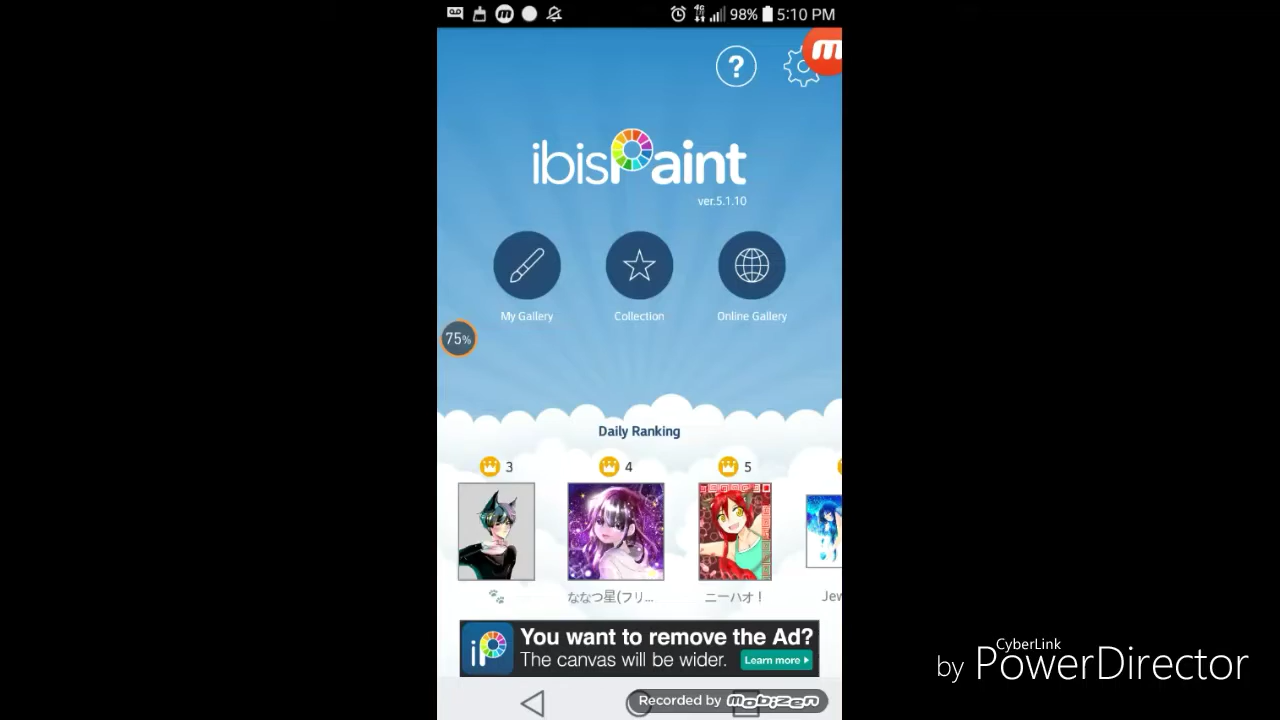 98% 5:10 PM
?
ibisPaint
ver.5.1.10
My Gallery
Collection
Online Gallery
75%
Daily Ranking
3
4
5
ななつ星(フリ...
ニーハオ！
Jew
You want to remove the Ad?
The canvas will be wider.
Learn more
Recorded by MOBIZEN
CyberLink
by PowerDirector